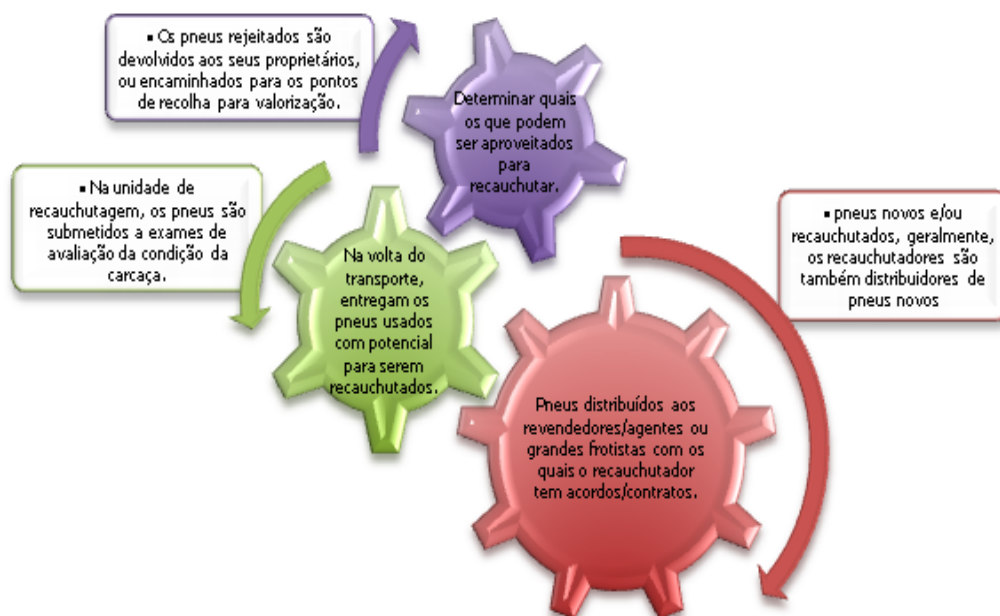 ▪ Os pneus rejeitados são
devolvidos aos seus proprietários,
ou encaminhados para os pontos
de recolha para valorização.
Determinar quais
os que podem
ser aproveitados
para
recauchutar.
▪ Na unidade de
recauchutagem, os pneus são
submetidos a exames de
avaliação da condição da
carcaça.
Na volta do
transporte,
entregam os
pneus usados
com potencial
para serem
recauchutados.
▪ pneus novos e/ou
recauchutados, geralmente,
os recauchutadores são
também distribuidores de
pneus novos
Pneus distribuídos aos
revendedores/agentes ou
grandes frotistas com os
quais o recauchutador
tem acordos/contratos.